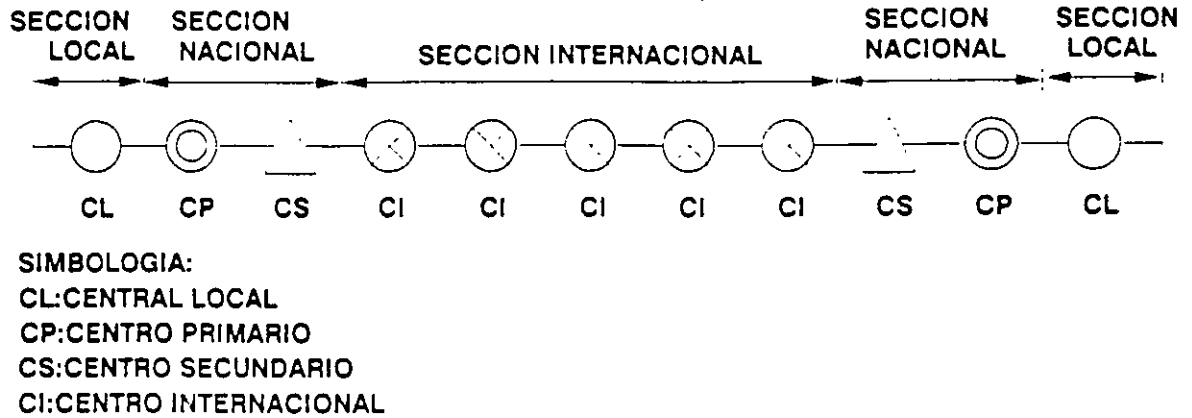 SECCION SECCION SECCION SECCION
LOCAL NACIONAL SECCION INTERNACIONAL NACIONAL LOCAL
CL CP CS CI CI CI CI CI CS CP CL
SIMBOLOGIA:
CL:CENTRAL LOCAL
CP:CENTRO PRIMARIO
CS:CENTRO SECUNDARIO
CI:CENTRO INTERNACIONAL